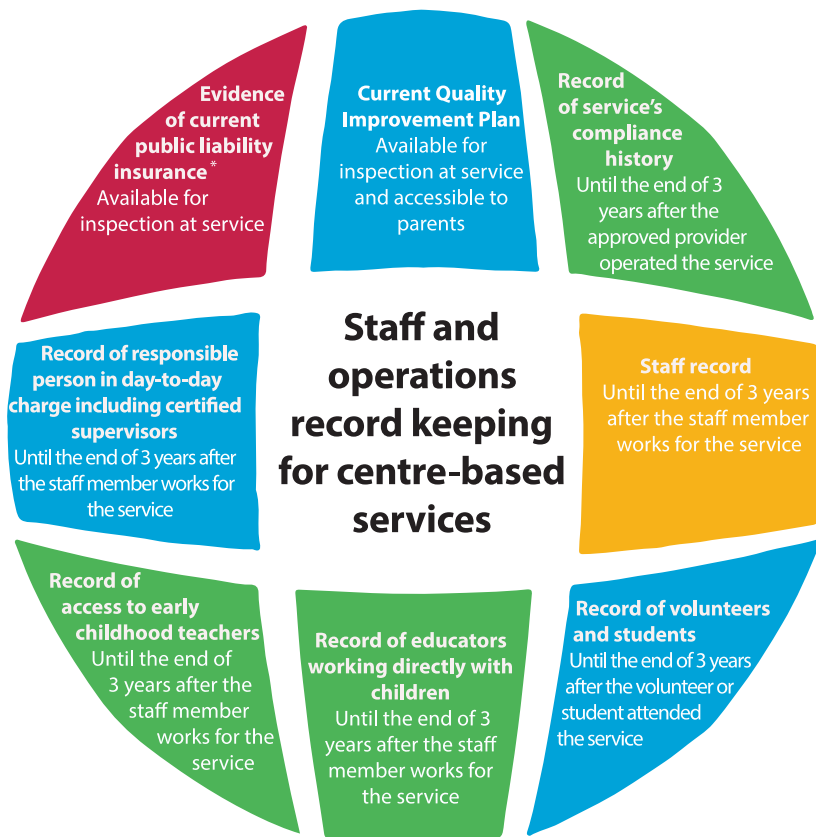 Evidence
of current
public liability
insurance*
Available for
inspection at service
Current Quality
Improvement Plan
Available for
inspection at service
and accessible to
parents
Record
of service's
compliance
history
Until the end of 3
years after the
approved provider
operated the service
Record of responsible
person in day-to-day
charge including certified
supervisors
Until the end of 3 years after
the staff member works for
the service
Staff and
operations
record keeping
for centre-based
services
Staff record
Until the end of 3 years
after the staff member
works for the service
Record of
access to early
childhood teachers
Until the end of
3 years after the
staff member
works for the
service
Record of educators
working directly with
children
Until the end of 3
years after the staff
member works for
the service
Record of volunteers
and students
Until the end of 3 years
after the volunteer or
student attended
the service